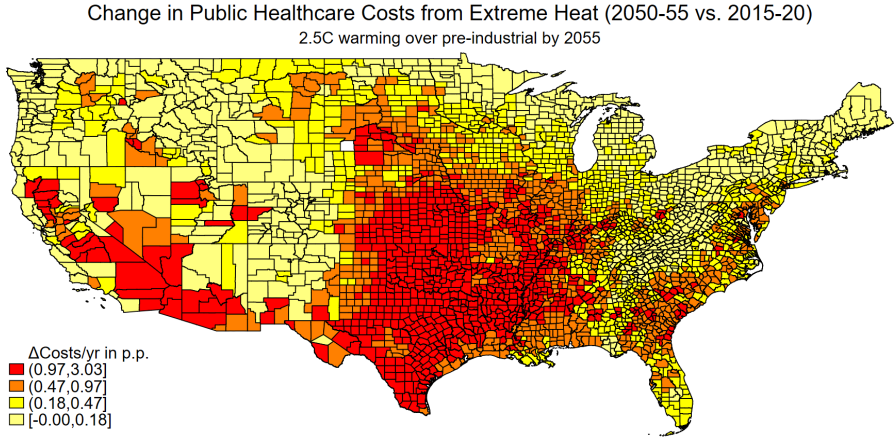 Change in Public Healthcare Costs from Extreme Heat (2050-55 vs. 2015-20)
2.5C warming over pre-industrial by 2055
ΔCosts/yr in p.p.
(0.97,3.03]
(0.47,0.97]
(0.18,0.47]
[-0.00,0.18]